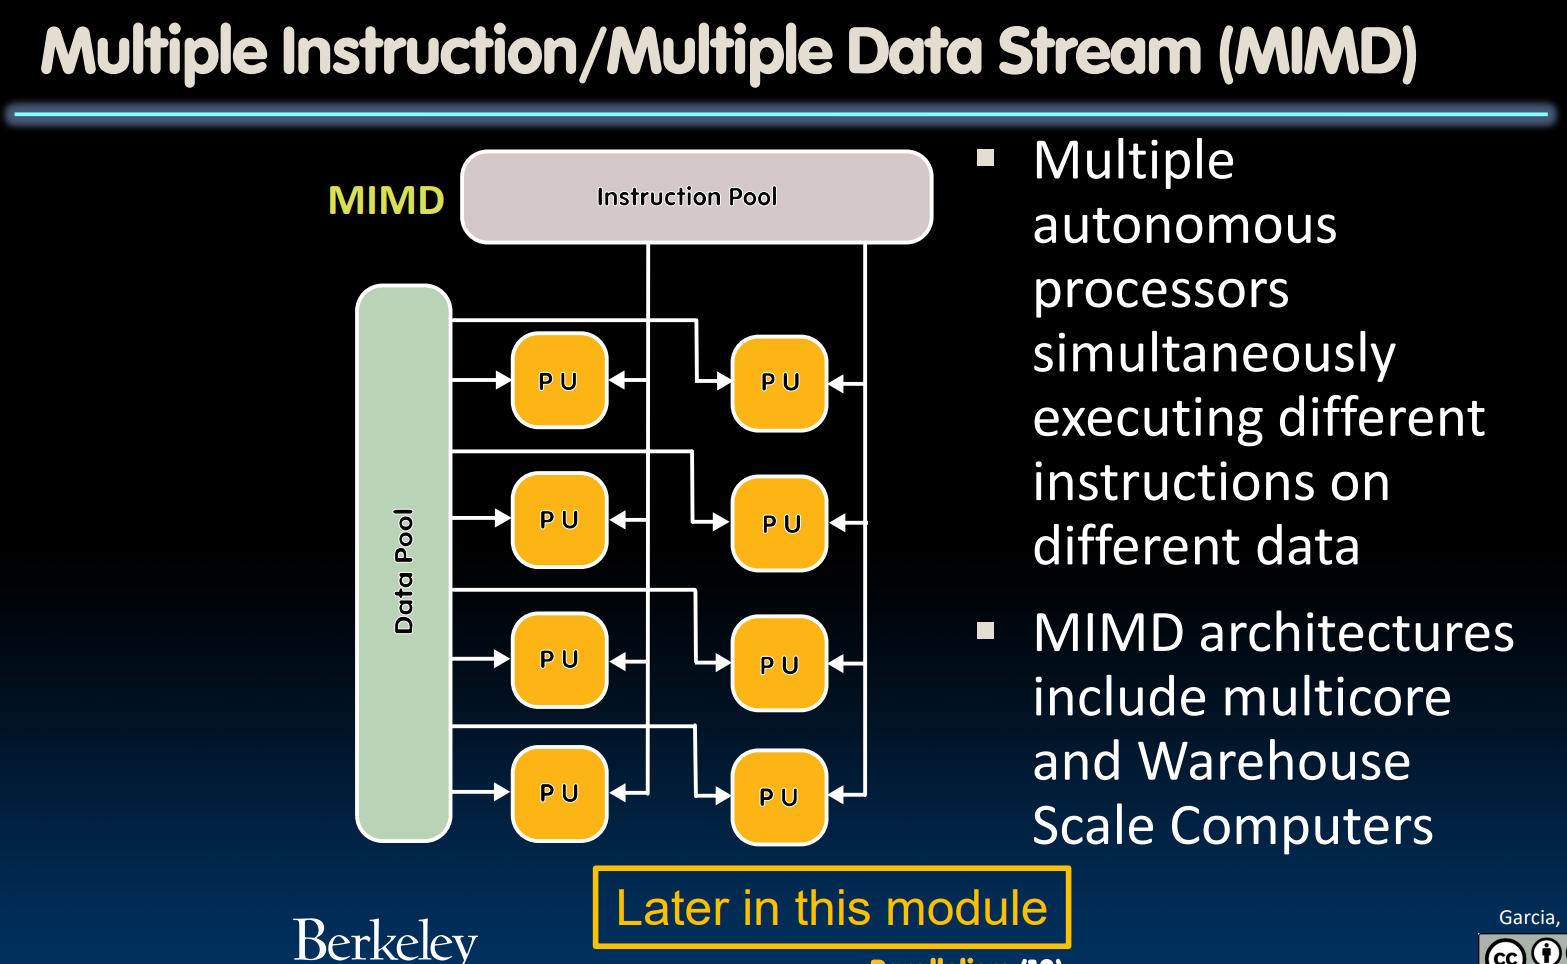 Multiple Instruction/Multiple Data Stream (MIMD)
MIMD
Instruction Pool
Data Pool
PU
PU
PU
PU
PU
PU
PU
PU
Multiple
autonomous
processors
simultaneously
executing different
instructions on
different data
MIMD architectures
include multicore
and Warehouse
Scale Computers
Later in this module
Berkeley
Garcia,
cc